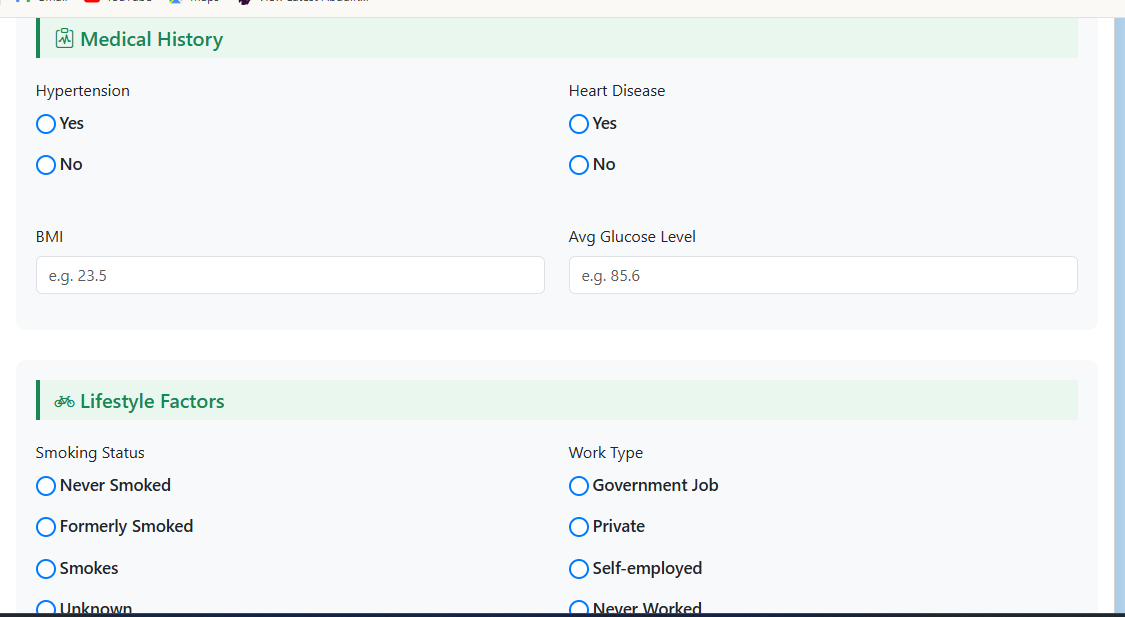 Medical History
Hypertension
Heart Disease
Yes
Yes
No
No
BMI
Avg Glucose Level
e.g. 23.5
e.g. 85.6
Lifestyle Factors
Smoking Status
Work Type
Never Smoked
Government Job
Formerly Smoked
Private
Smokes
Self-employed
Unknown
Never Worked